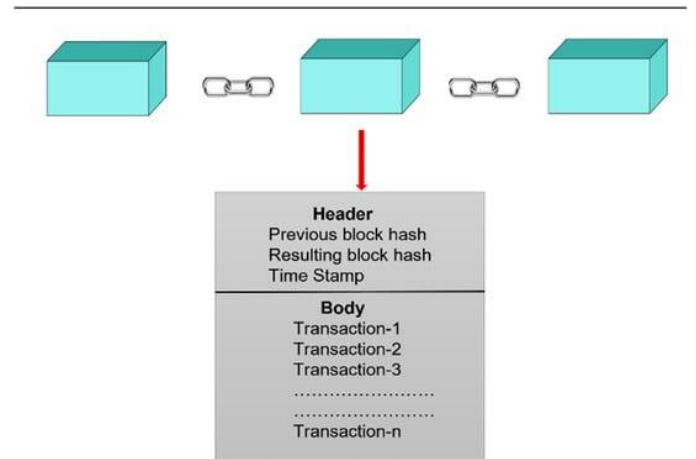 Header
Previous block hash
Resulting block hash
Time Stamp
Body
Transaction-1
Transaction-2
Transaction-3
........................
........................
Transaction-n